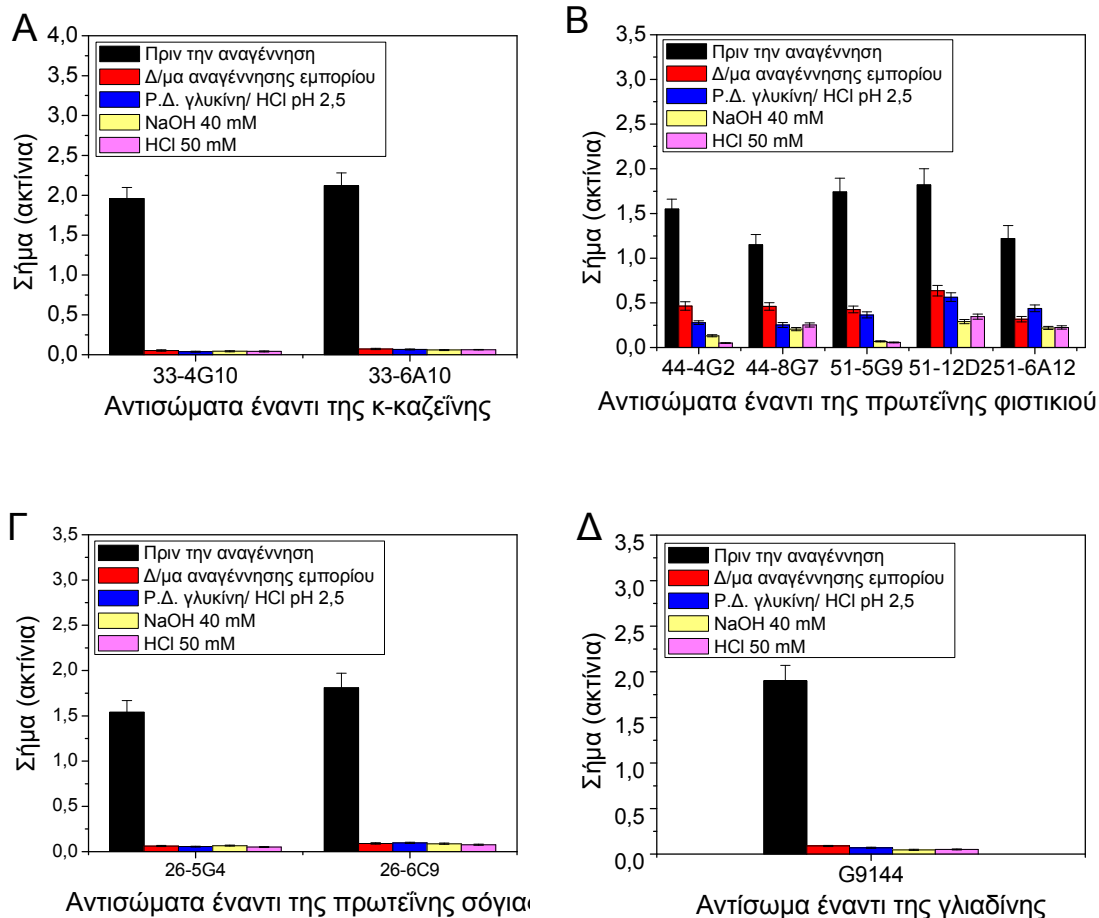 Α
4,0
3,5
3,0
2,5
2,0
1,5
1,0
0,5
0,0
Σήμα (ακτίνια)
Πριν την αναγέννηση
Δ/μα αναγέννησης εμπορίου
Ρ.Δ. γλυκίνη/ HCl pH 2,5
NaOH 40 mM
HCl 50 mM
33-4G10 33-6A10
Αντισώματα έναντι της κ-καζεΐνης
Β
3,5
3,0
2,5
2,0
1,5
1,0
0,5
0,0
Σήμα (ακτίνια)
Πριν την αναγέννηση
Δ/μα αναγέννησης εμπορίου
Ρ.Δ. γλυκίνη/ HCl pH 2,5
NaOH 40 mM
HCl 50 mM
44-4G2 44-8G7 51-5G9 51-12D2 51-6A12
Αντισώματα έναντι της πρωτεΐνης φιστικιού
Γ
3,5
3,0
2,5
2,0
1,5
1,0
0,5
0,0
Σήμα (ακτίνια)
Πριν την αναγέννηση
Δ/μα αναγέννησης εμπορίου
Ρ.Δ. γλυκίνη/ HCl pH 2,5
NaOH 40 mM
HCl 50 mM
26-5G4 26-6C9
Αντισώματα έναντι της πρωτεΐνης σόγιας
Δ
3,5
3,0
2,5
2,0
1,5
1,0
0,5
0,0
Σήμα (ακτίνια)
Πριν την αναγέννηση
Δ/μα αναγέννησης εμπορίου
Ρ.Δ. γλυκίνη/ HCl pH 2,5
NaOH 40 mM
HCl 50 mM
G9144
Αντίσωμα έναντι της γλιαδίνης